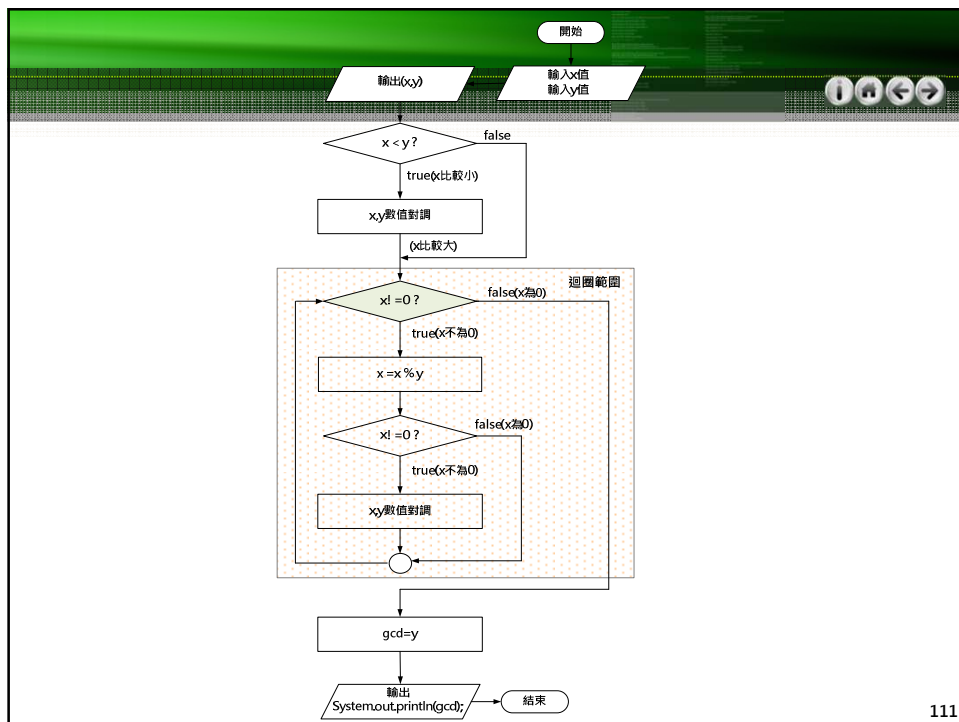 開始
輸入x值
輸入y值
輸出(x,y)
x < y ?
false
true(x比較小)
x,y數值對調
(x比較大)
迴圈範圍
x! =0 ?
false(x為0)
true(x不為0)
x =x % y
x! =0 ?
false(x為0)
true(x不為0)
x,y數值對調
gcd=y
輸出
System.out.println(gcd);
結束
111